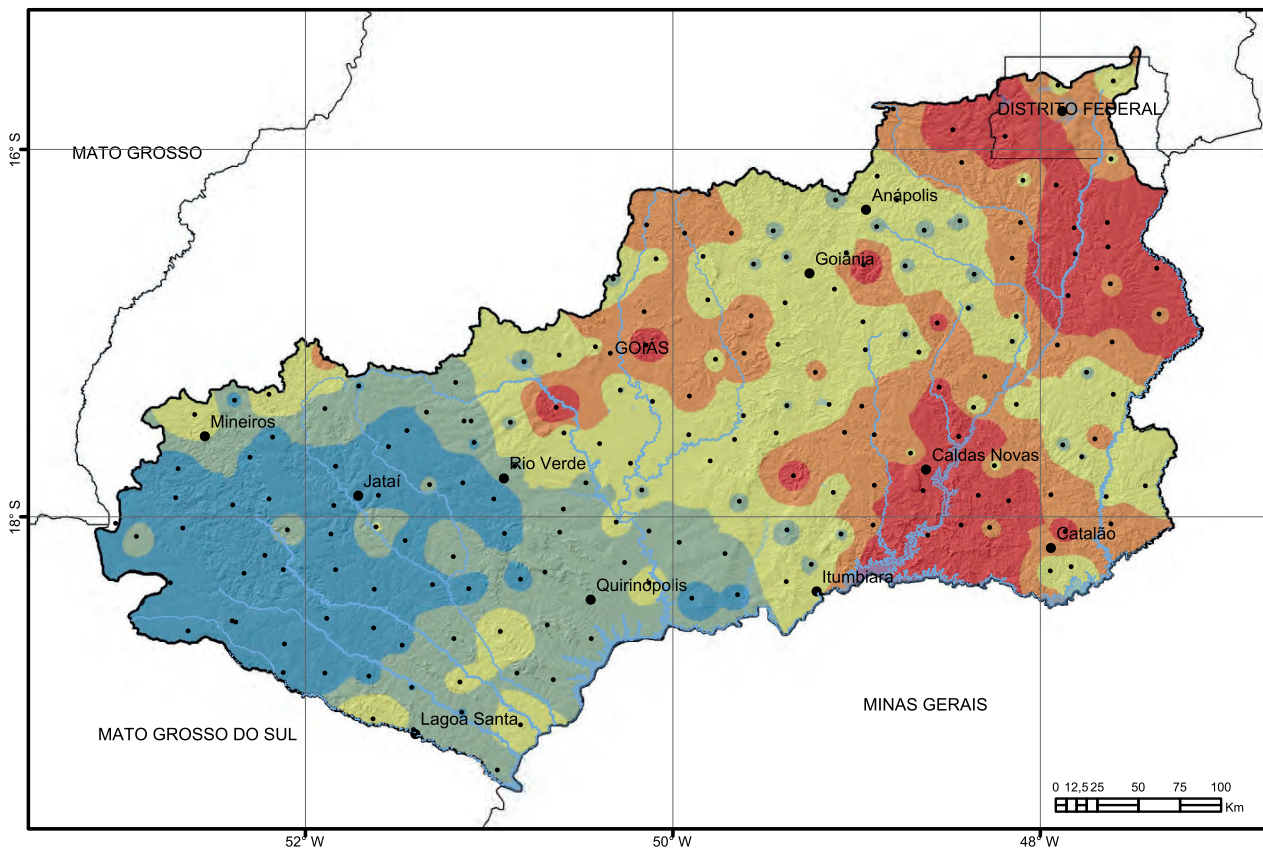 DISTRITO FEDERAL
16° S
MATO GROSSO
Anápolis
Goiânia
GOIÁS
Mineiros
Rio Verde
Caldas Novas
Jataí
18° S
Catalão
Quirinópolis
Itumbiara
Lagoa Santa
MINAS GERAIS
MATO GROSSO DO SUL
0 12,5 25 50 75 100
Km
52° W
50° W
48° W